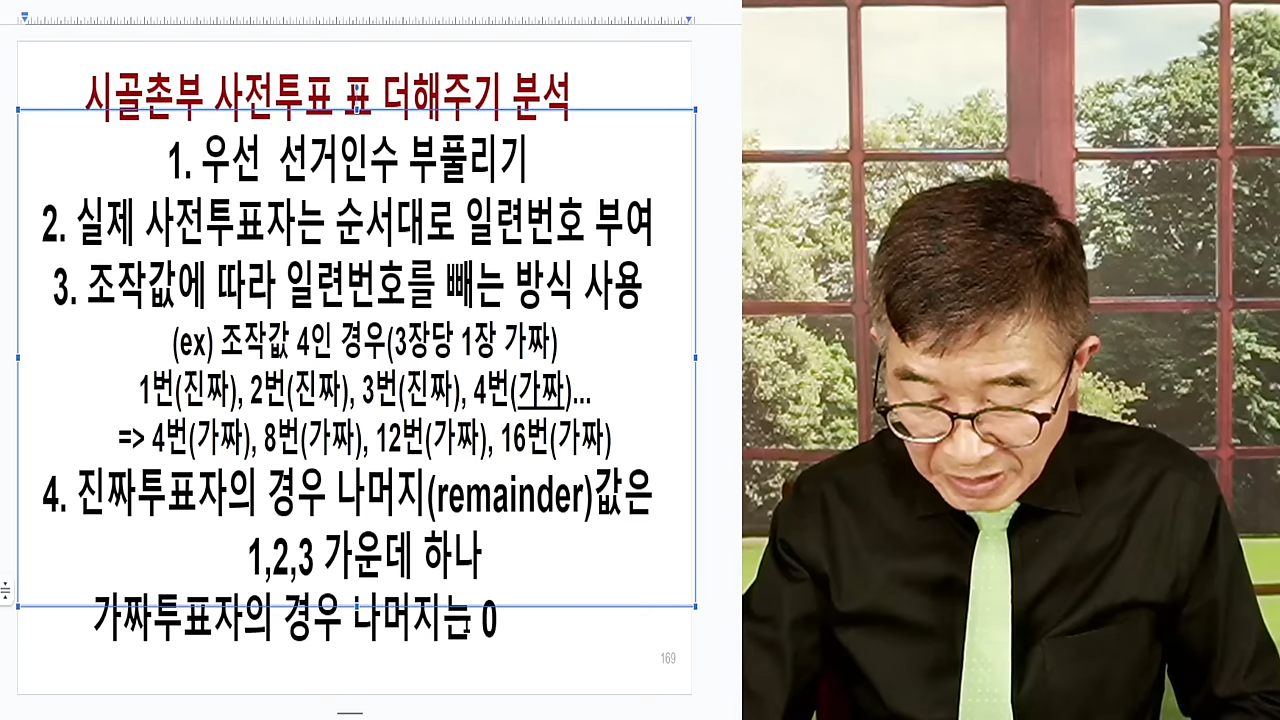 시골촌부 사전투표 표 더해주기 분석
1. 우선 선거인수 부풀리기
2. 실제 사전투표자는 순서대로 일련번호 부여
3. 조작값에 따라 일련번호를 빼는 방식 사용
(ex) 조작값 4인 경우(3장당 1장 가짜)
1번(진짜), 2번(진짜), 3번(진짜), 4번(가짜)...
=> 4번(가짜), 8번(가짜), 12번(가짜), 16번(가짜)
4. 진짜투표자의 경우 나머지(remainder)값은
1,2,3 가운데 하나
가짜투표자의 경우 나머지는 0
169